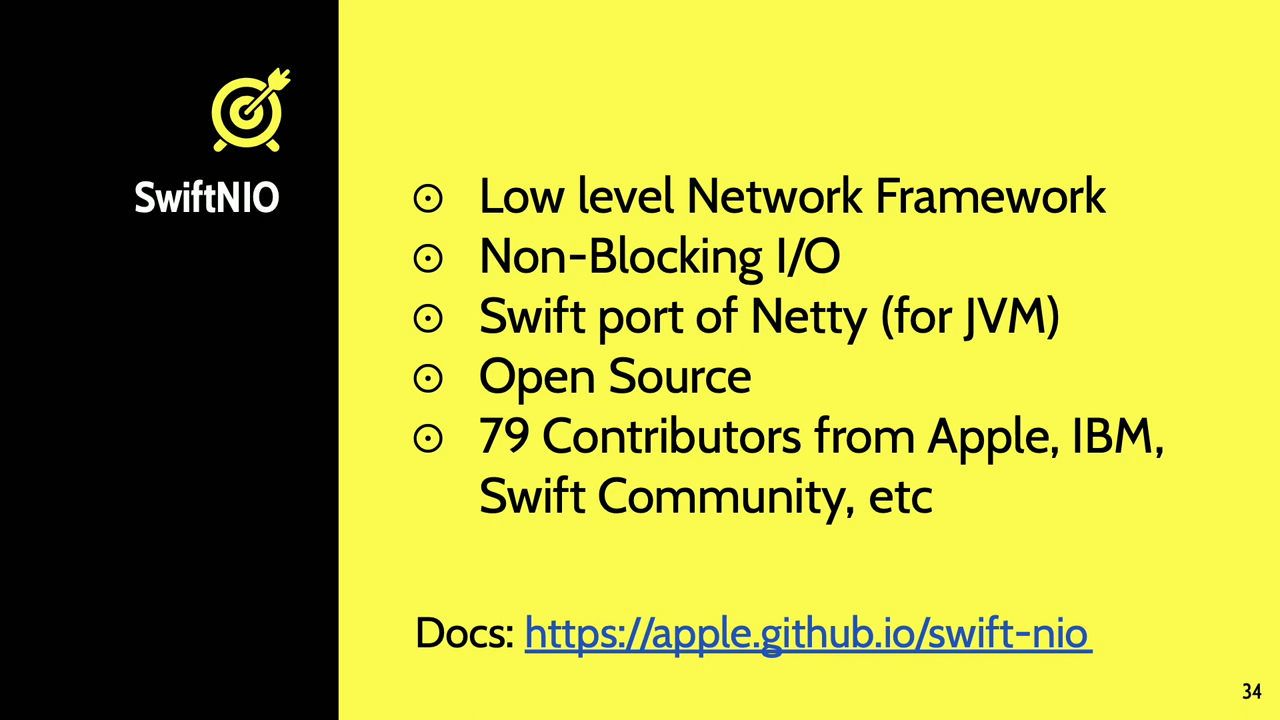 SwiftNIO
Low level Network Framework
Non-Blocking I/O
Swift port of Netty (for JVM)
Open Source
79 Contributors from Apple, IBM,
Swift Community, etc
Docs: https://apple.github.io/swift-nio
34